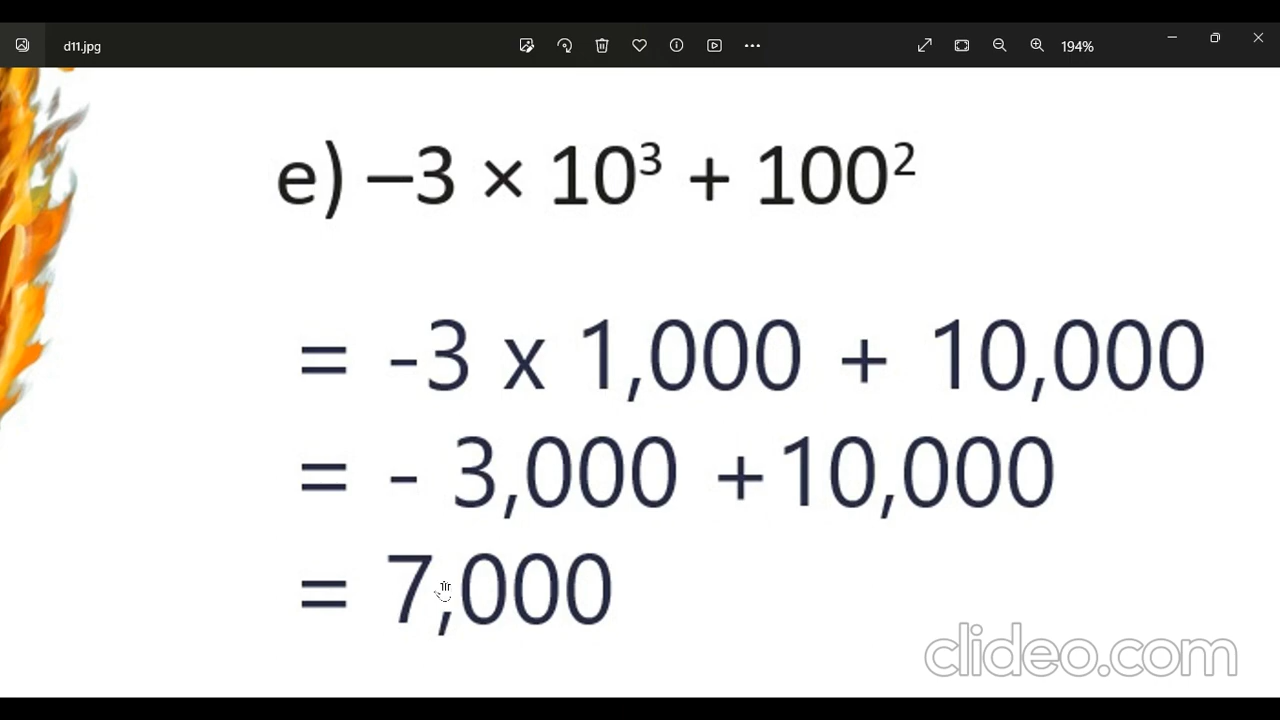 d11.jpg
194%
e) −3 × 10³ + 100²
= -3 x 1,000 + 10,000
= - 3,000 +10,000
= 7,000
clideo.com